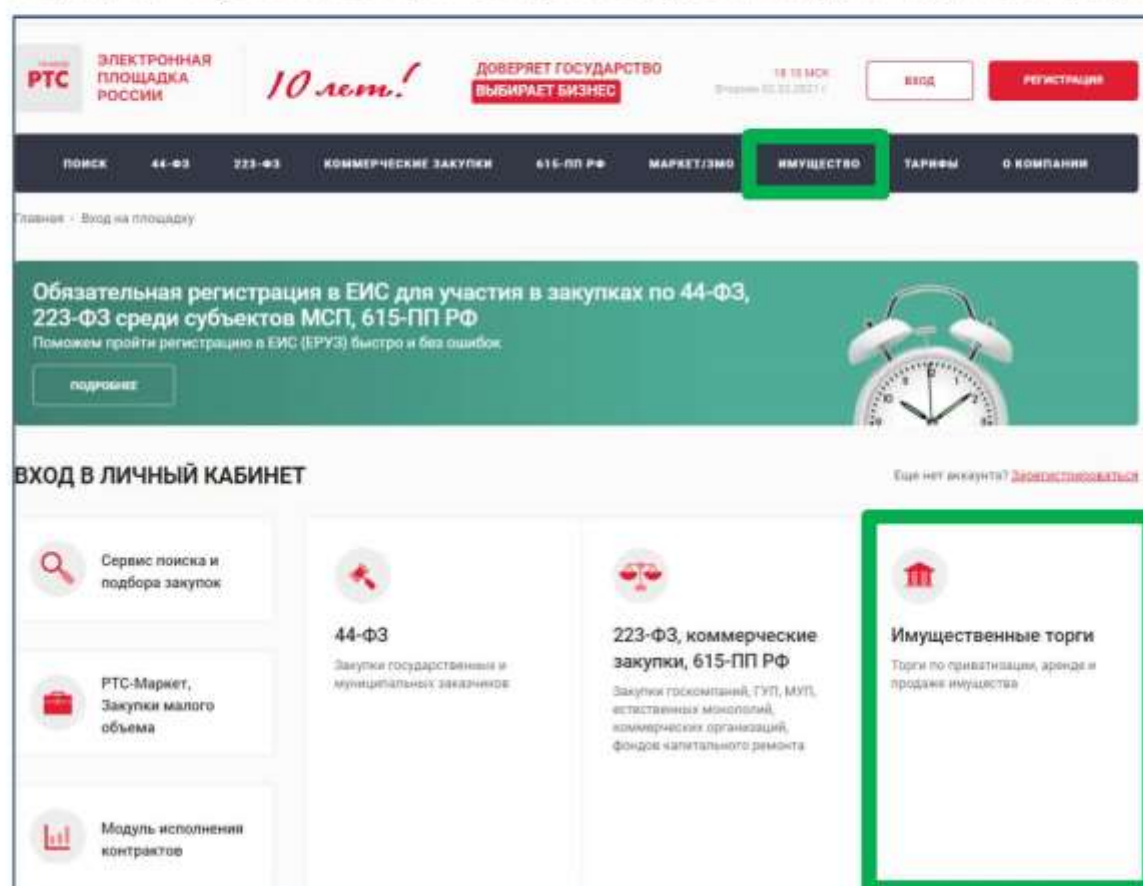 РТС
ЭЛЕКТРОННАЯ
ПЛОЩАДКА
РОССИИ
10 лет!
ДОВЕРЯЕТ ГОСУДАРСТВО
ВЫБИРАЕТ БИЗНЕС
ВХОД
РЕГИСТРАЦИЯ
ПОИСК 44-ФЗ 223-ФЗ КОММЕРЧЕСКИЕ ЗАКУПКИ 615-ПП РФ МАРКЕТ/ЗМО ИМУЩЕСТВО ТАРИФЫ О КОМПАНИИ
Главная - Вход на площадку
Обязательная регистрация в ЕИС для участия в закупках по 44-ФЗ,
223-ФЗ среди субъектов МСП, 615-ПП РФ
Поможем пройти регистрацию в ЕИС (ЕРУЗ) быстро и без ошибок
ПОДРОБНЕЕ
ВХОД В ЛИЧНЫЙ КАБИНЕТ
Еще нет аккаунта? Зарегистрироваться
Сервис поиска и
подбора закупок
РТС-Маркет,
Закупки малого
объема
Модуль исполнения
контрактов
44-ФЗ
Закупки государственных и
муниципальных заказчиков
223-ФЗ, коммерческие
закупки, 615-ПП РФ
Закупки госкомпаний, ГУП, МУП,
естественных монополий,
коммерческих организаций,
фондов капитального ремонта
Имущественные торги
Торги по приватизации, аренде и
продаже имущества